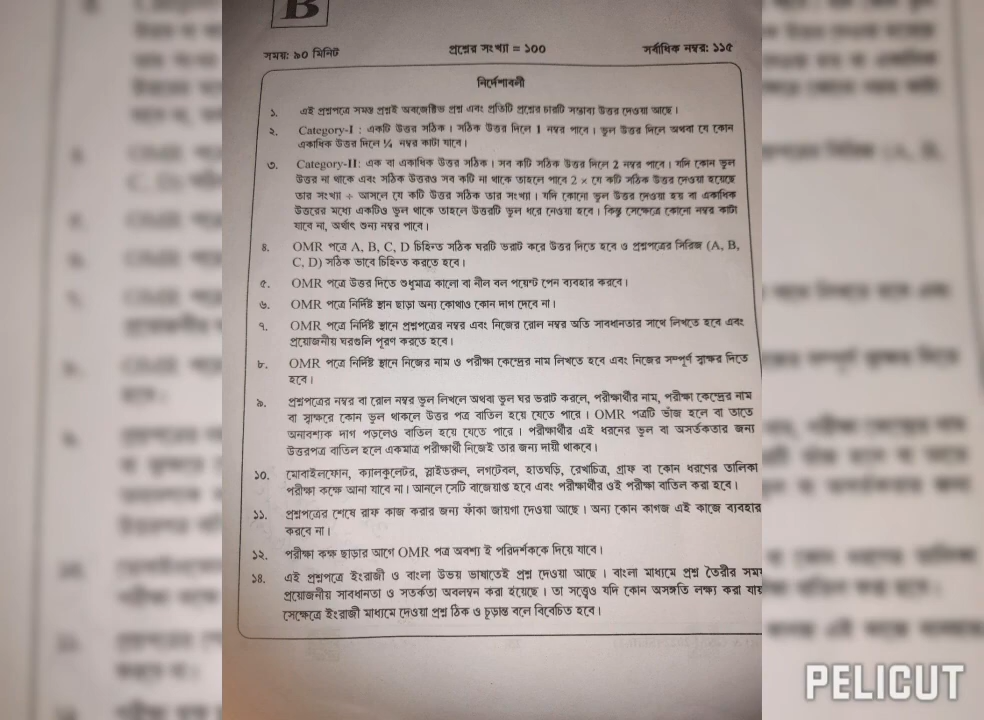 B
সময়: ৯০ মিনিট
প্রশ্নের সংখ্যা = ১০০
সর্বাধিক নম্বর: ১১৫
নির্দেশাবলী
১. এই প্রশ্নপত্রে সমস্ত প্রশ্নই অবজেক্টিভ প্রশ্ন এবং প্রতিটি প্রশ্নের চারটি সম্ভাব্য উত্তর দেওয়া আছে।
২. Category-I : একটি উত্তর সঠিক। সঠিক উত্তর দিলে 1 নম্বর পাবে। ভুল উত্তর দিলে অথবা যে কোন
একাধিক উত্তর দিলে ¼ নম্বর কাটা যাবে।
৩. Category-II: এক বা একাধিক উত্তর সঠিক। সব কটি সঠিক উত্তর দিলে 2 নম্বর পাবে। যদি কোন ভুল
উত্তর না থাকে এবং সঠিক উত্তরও সব কটি না থাকে তাহলে পাবে 2 × যে কটি সঠিক উত্তর দেওয়া হয়েছে
তার সংখ্যা ÷ আসলে যে কটি উত্তর সঠিক তার সংখ্যা। যদি কোনো ভুল উত্তর দেওয়া হয় বা একাধিক
উত্তরের মধ্যে একটিও ভুল থাকে তাহলে উত্তরটি ভুল ধরে নেওয়া হবে। কিন্তু সেক্ষেত্রে কোনো নম্বর কাটা
যাবে না, অর্থাৎ শুন্য নম্বর পাবে।
৪. OMR পত্রে A, B, C, D চিহ্নিত সঠিক ঘরটি ভরাট করে উত্তর দিতে হবে ও প্রশ্নপত্রের সিরিজ (A, B,
C, D) সঠিক ভাবে চিহ্নিত করতে হবে।
৫. OMR পত্রে উত্তর দিতে শুধুমাত্র কালো বা নীল বল পয়েন্ট পেন ব্যবহার করবে।
৬. OMR পত্রে নির্দিষ্ট স্থান ছাড়া অন্য কোথাও কোন দাগ দেবে না।
৭. OMR পত্রে নির্দিষ্ট স্থানে প্রশ্নপত্রের নম্বর এবং নিজের রোল নম্বর অতি সাবধানতার সাথে লিখতে হবে এবং
প্রয়োজনীয় ঘরগুলি পূরণ করতে হবে।
৮. OMR পত্রে নির্দিষ্ট স্থানে নিজের নাম ও পরীক্ষা কেন্দ্রের নাম লিখতে হবে এবং নিজের সম্পূর্ণ স্বাক্ষর দিতে
হবে।
৯. প্রশ্নপত্রের নম্বর বা রোল নম্বর ভুল লিখলে অথবা ভুল ঘর ভরাট করলে, পরীক্ষার্থীর নাম, পরীক্ষা কেন্দ্রের নাম
বা স্বাক্ষরে কোন ভুল থাকলে উত্তর পত্র বাতিল হয়ে যেতে পারে। OMR পত্রটি ভাঁজ হলে বা তাতে
অনাবশ্যক দাগ পড়লেও বাতিল হয়ে যেতে পারে। পরীক্ষার্থীর এই ধরনের ভুল বা অসর্তকতার জন্য
উত্তরপত্র বাতিল হলে একমাত্র পরীক্ষার্থী নিজেই তার জন্য দায়ী থাকবে।
১০. মোবাইলফোন, ক্যালকুলেটর, স্লাইডরুল, লগটেবল, হাতঘড়ি, রেখাচিত্র, গ্রাফ বা কোন ধরণের তালিকা
পরীক্ষা কক্ষে আনা যাবে না। আনলে সেটি বাজেয়াপ্ত হবে এবং পরীক্ষার্থীর ওই পরীক্ষা বাতিল করা হবে।
১১. প্রশ্নপত্রের শেষে রাফ কাজ করার জন্য ফাঁকা জায়গা দেওয়া আছে। অন্য কোন কাগজ এই কাজে ব্যবহার
করবে না।
১২. পরীক্ষা কক্ষ ছাড়ার আগে OMR পত্র অবশ্য ই পরিদর্শককে দিয়ে যাবে।
১৪. এই প্রশ্নপত্রে ইংরাজী ও বাংলা উভয় ভাষাতেই প্রশ্ন দেওয়া আছে। বাংলা মাধ্যমে প্রশ্ন তৈরীর সময়
প্রয়োজনীয় সাবধানতা ও সতর্কতা অবলম্বন করা হয়েছে। তা সত্ত্বেও যদি কোন অসঙ্গতি লক্ষ্য করা যায়
সেক্ষেত্রে ইংরাজী মাধ্যমে দেওয়া প্রশ্ন ঠিক ও চূড়ান্ত বলে বিবেচিত হবে।
PELICUT